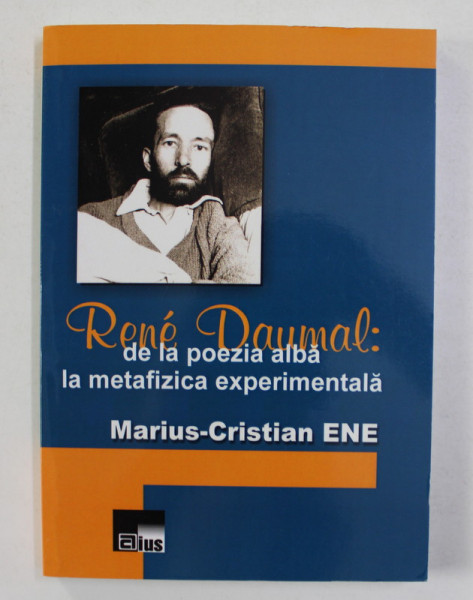 René Daumal:
de la poezia albă
la metafizica experimentală
Marius-Cristian ENE
aius